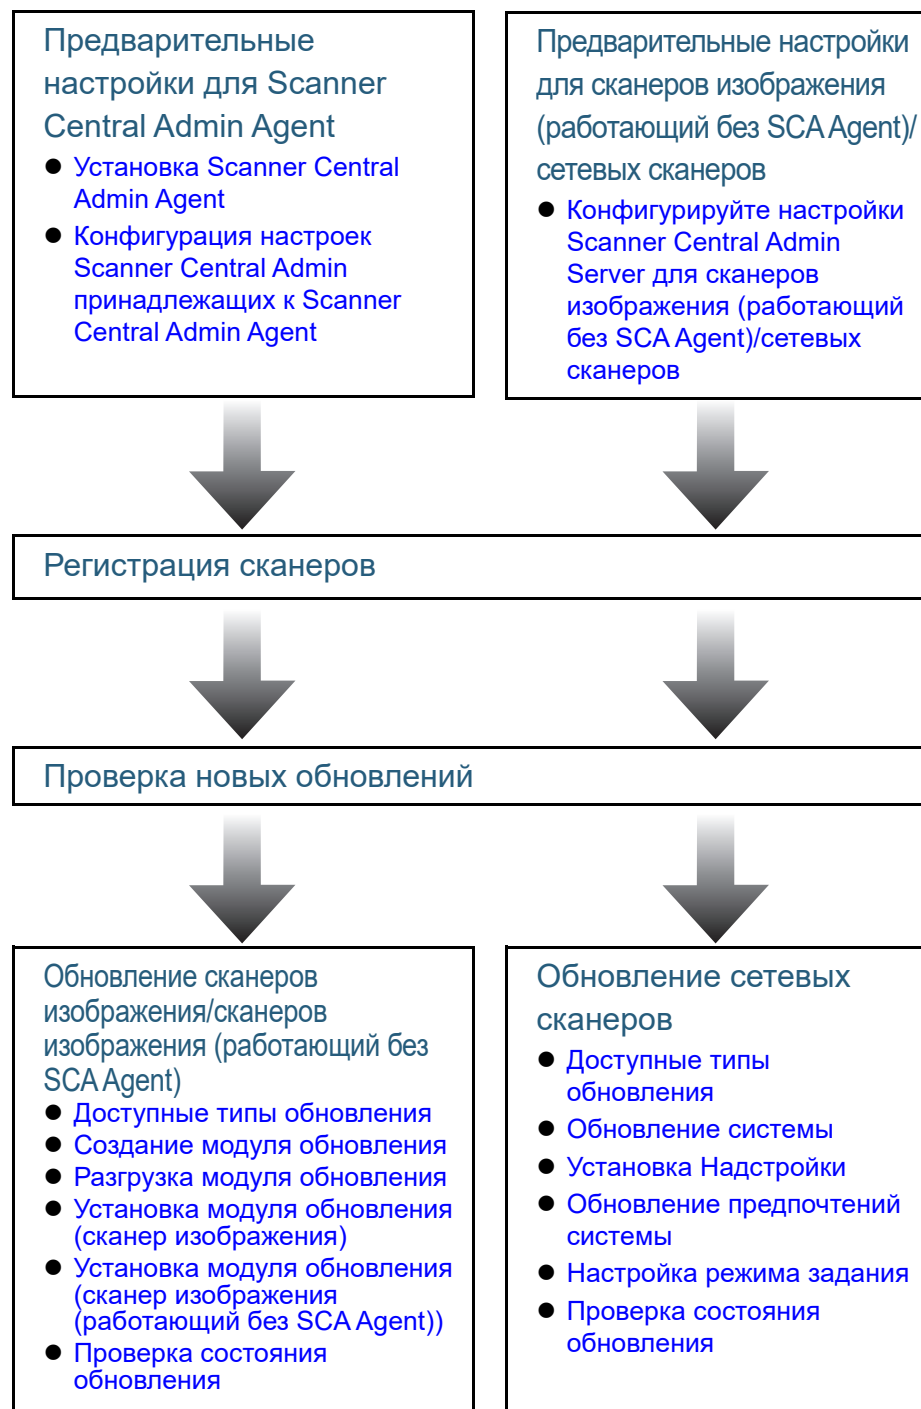 Предварительные
настройки для Scanner
Central Admin Agent
● Установка Scanner Central
Admin Agent
● Конфигурация настроек
Scanner Central Admin
принадлежащих к Scanner
Central Admin Agent
Предварительные настройки
для сканеров изображения
(работающий без SCA Agent)/
сетевых сканеров
● Конфигурируйте настройки
Scanner Central Admin
Server для сканеров
изображения (работающий
без SCA Agent)/сетевых
сканеров
Регистрация сканеров
Проверка новых обновлений
Обновление сканеров
изображения/сканеров
изображения (работающий без
SCA Agent)
● Доступные типы обновления
● Создание модуля обновления
● Разгрузка модуля обновления
● Установка модуля обновления
(сканер изображения)
● Установка модуля обновления
(сканер изображения
(работающий без SCA Agent))
● Проверка состояния
обновления
Обновление сетевых
сканеров
● Доступные типы
обновления
● Обновление системы
● Установка Надстройки
● Обновление предпочтений
системы
● Настройка режима задания
● Проверка состояния
обновления